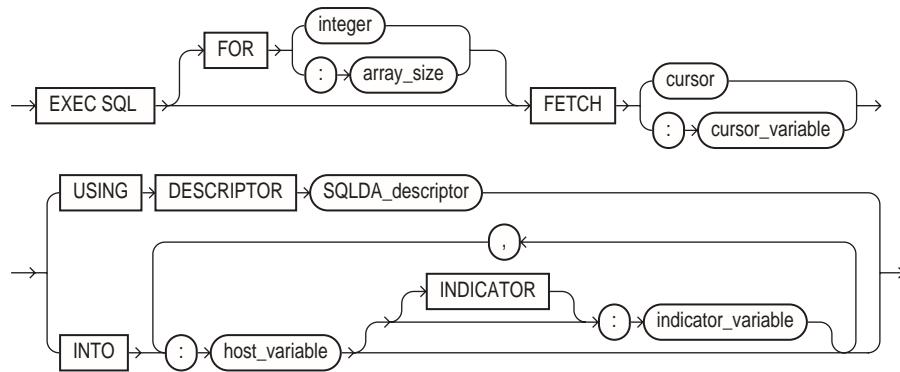 integer
FOR
: array_size
EXEC SQL FETCH cursor
: cursor_variable
USING DESCRIPTOR SQLDA_descriptor
,
INDICATOR
: indicator_variable
INTO : host_variable